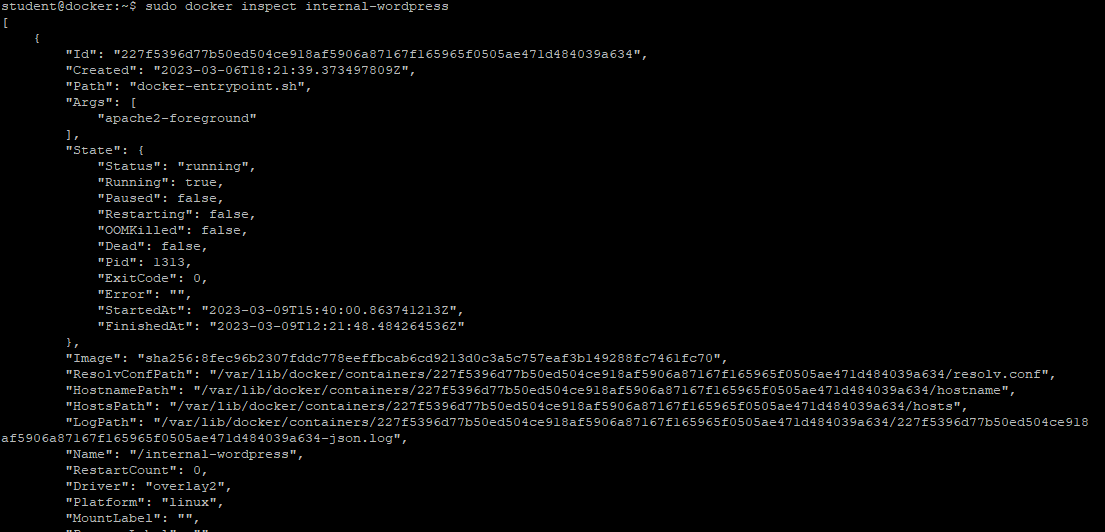 student@docker:~$ sudo docker inspect internal-wordpress
[
    {
        "Id": "227f5396d77b50ed504ce918af5906a87167f165965f0505ae471d484039a634",
        "Created": "2023-03-06T18:21:39.373497809Z",
        "Path": "docker-entrypoint.sh",
        "Args": [
            "apache2-foreground"
        ],
        "State": {
            "Status": "running",
            "Running": true,
            "Paused": false,
            "Restarting": false,
            "OOMKilled": false,
            "Dead": false,
            "Pid": 1313,
            "ExitCode": 0,
            "Error": "",
            "StartedAt": "2023-03-09T15:40:00.863741213Z",
            "FinishedAt": "2023-03-09T12:21:48.484264536Z"
        },
        "Image": "sha256:8fec96b2307fddc778eeffbcab6cd9213d0c3a5c757eaf3b149288fc7461fc70",
        "ResolvConfPath": "/var/lib/docker/containers/227f5396d77b50ed504ce918af5906a87167f165965f0505ae471d484039a634/resolv.conf",
        "HostnamePath": "/var/lib/docker/containers/227f5396d77b50ed504ce918af5906a87167f165965f0505ae471d484039a634/hostname",
        "HostsPath": "/var/lib/docker/containers/227f5396d77b50ed504ce918af5906a87167f165965f0505ae471d484039a634/hosts",
        "LogPath": "/var/lib/docker/containers/227f5396d77b50ed504ce918af5906a87167f165965f0505ae471d484039a634/227f5396d77b50ed504ce918
af5906a87167f165965f0505ae471d484039a634-json.log",
        "Name": "/internal-wordpress",
        "RestartCount": 0,
        "Driver": "overlay2",
        "Platform": "linux",
        "MountLabel": "",